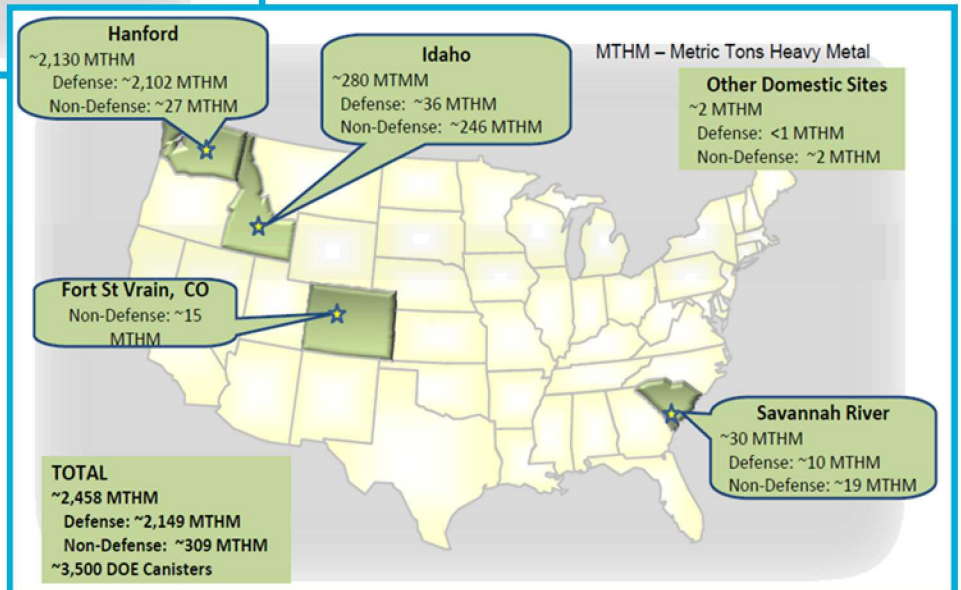 Hanford
~2,130 MTHM
Defense: ~2,102 MTHM
Non-Defense: ~27 MTHM
Idaho
~280 MTMM
Defense: ~36 MTHM
Non-Defense: ~246 MTHM
MTHM – Metric Tons Heavy Metal
Other Domestic Sites
~2 MTHM
Defense: <1 MTHM
Non-Defense: ~2 MTHM
Fort St Vrain, CO
Non-Defense: ~15
MTHM
Savannah River
~30 MTHM
Defense: ~10 MTHM
Non-Defense: ~19 MTHM
TOTAL
~2,458 MTHM
Defense: ~2,149 MTHM
Non-Defense: ~309 MTHM
~3,500 DOE Canisters